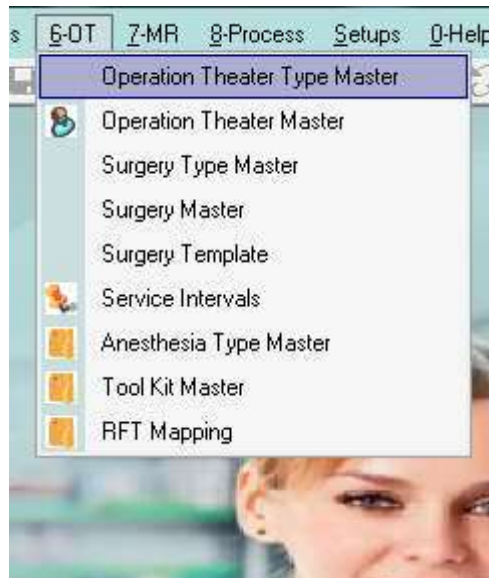 s 6-OT 7-MR 8-Process Setups 0-Help
Operation Theater Type Master
Operation Theater Master
Surgery Type Master
Surgery Master
Surgery Template
Service Intervals
Anesthesia Type Master
Tool Kit Master
RFT Mapping